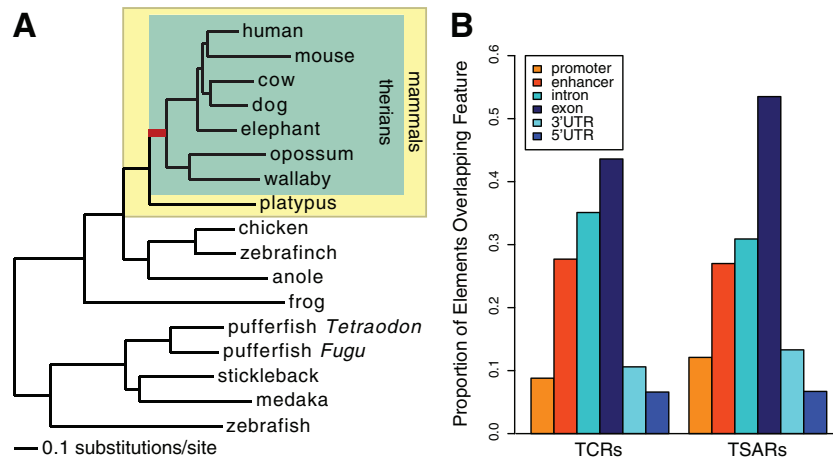 A
human
mouse
cow
dog
elephant
opossum
wallaby
platypus
therians
mammals
chicken
zebrafinch
anole
frog
pufferfish Tetraodon
pufferfish Fugu
stickleback
medaka
zebrafish
0.1 substitutions/site
B
Proportion of Elements Overlapping Feature
0.6
0.5
0.4
0.3
0.2
0.1
0.0
promoter
enhancer
intron
exon
3'UTR
5'UTR
TCRs
TSARs